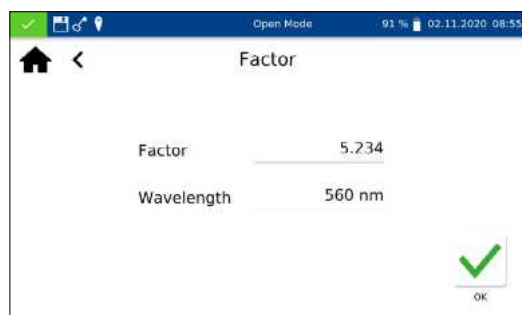 Open Mode 91 % 02.11.2020 08:55
Factor
Factor 5.234
Wavelength 560 nm
OK